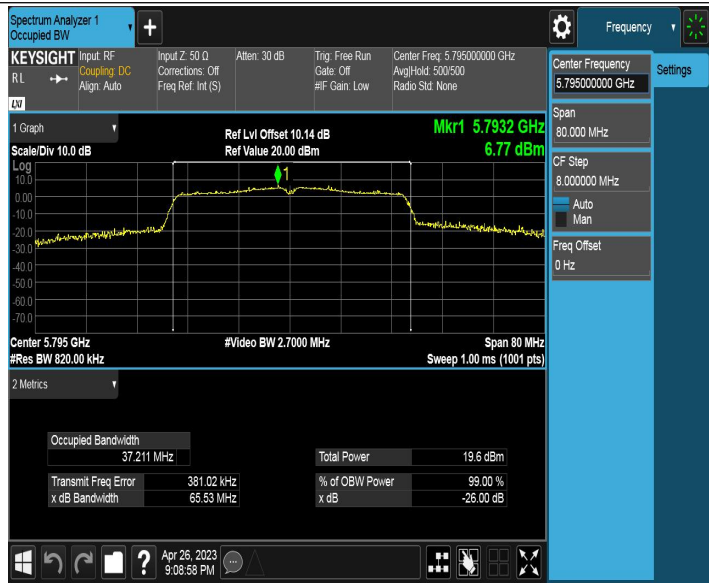 Spectrum Analyzer 1
Occupied BW
+
Frequency
KEYSIGHT
RL
LXI
Input: RF
Coupling: DC
Align: Auto
Input Z: 50 Ω
Corrections: Off
Freq Ref: Int (S)
Atten: 30 dB
Trig: Free Run
Gate: Off
#IF Gain: Low
Center Freq: 5.795000000 GHz
Avg|Hold: 500/500
Radio Std: None
Center Frequency
5.795000000 GHz
Settings
Span
80.000 MHz
CF Step
8.000000 MHz
Auto
Man
Freq Offset
0 Hz
1 Graph
Scale/Div 10.0 dB
Ref Lvl Offset 10.14 dB
Ref Value 20.00 dBm
Mkr1 5.7932 GHz
6.77 dBm
Log
10.0
0.00
-10.0
-20.0
-30.0
-40.0
-50.0
-60.0
-70.0
1
Center 5.795 GHz
#Video BW 2.7000 MHz
Span 80 MHz
#Res BW 820.00 kHz
Sweep 1.00 ms (1001 pts)
2 Metrics
Occupied Bandwidth
37.211 MHz
Total Power 19.6 dBm
Transmit Freq Error 381.02 kHz
% of OBW Power 99.00 %
x dB Bandwidth 65.53 MHz
x dB -26.00 dB
?
Apr 26, 2023
9:08:58 PM